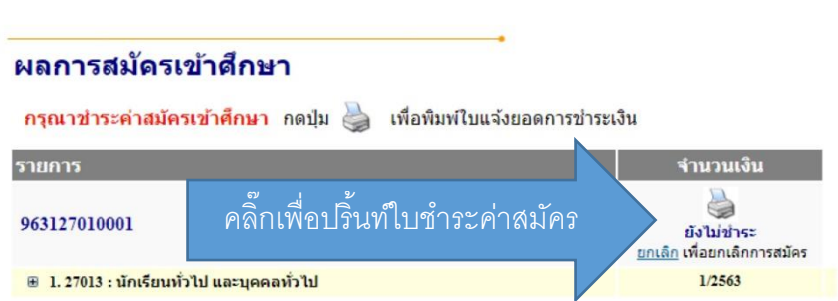 ผลการสมัครเข้าศึกษา
กรุณาชำระค่าสมัครเข้าศึกษา กดปุ่ม เพื่อพิมพ์ใบแจ้งยอดการชำระเงิน
รายการ จำนวนเงิน
963127010001 คลิ๊กเพื่อปริ้นท์ใบชำระค่าสมัคร ยังไม่ชำระ
ยกเลิก เพื่อยกเลิกการสมัคร
1. 27013 : นักเรียนทั่วไป และบุคคลทั่วไป 1/2563